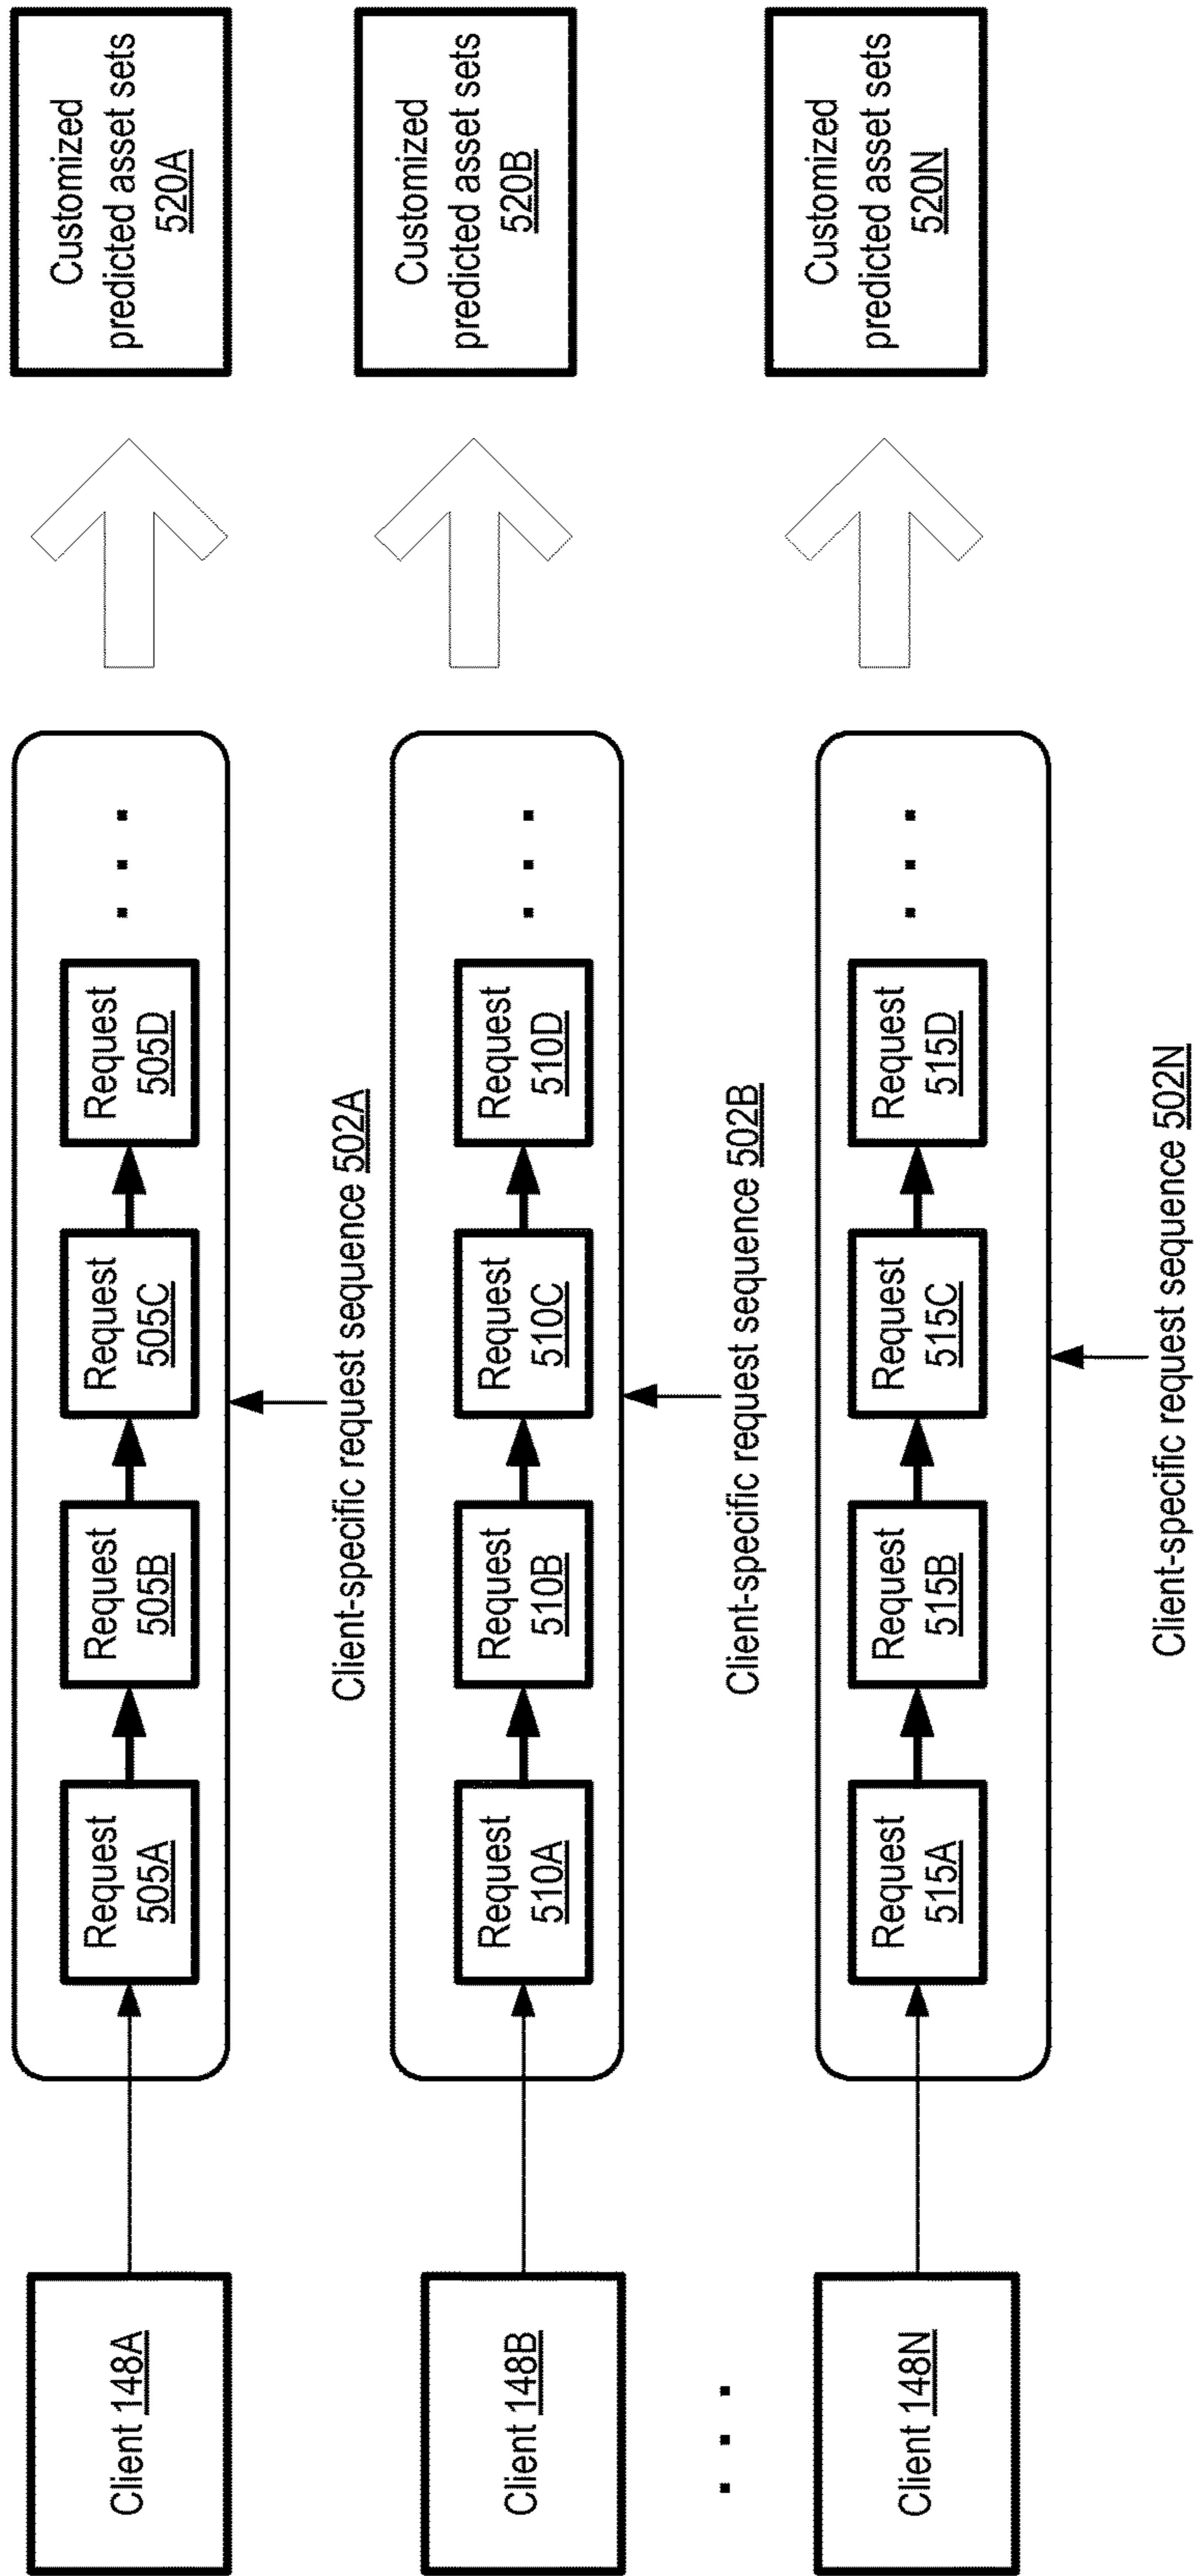 Client 148A
Request
505A
Request
505B
Request
505C
Request
505D
. . .
Customized
predicted asset sets
520A
Client-specific request sequence 502A
Client 148B
Request
510A
Request
510B
Request
510C
Request
510D
. . .
Customized
predicted asset sets
520B
Client-specific request sequence 502B
. . .
Client 148N
Request
515A
Request
515B
Request
515C
Request
515D
. . .
Customized
predicted asset sets
520N
Client-specific request sequence 502N